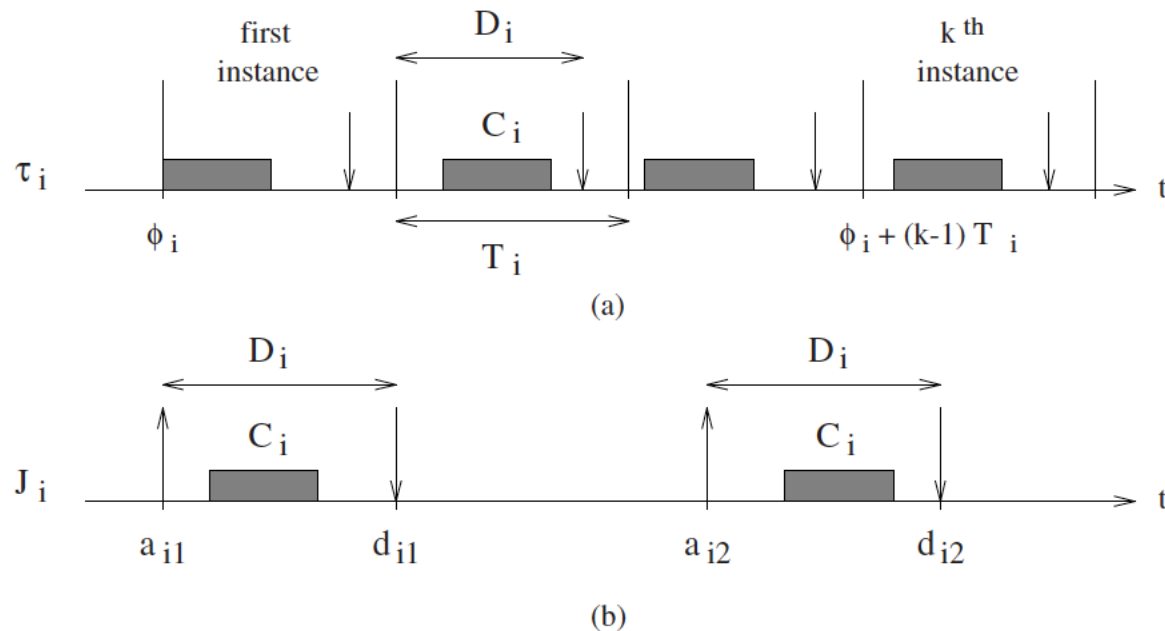 first
instance
D i
k th
instance
C i
τ i
t
ϕ i
T i
ϕ i + (k-1) T i
(a)
D i
D i
C i
C i
J i
t
a i1
d i1
a i2
d i2
(b)